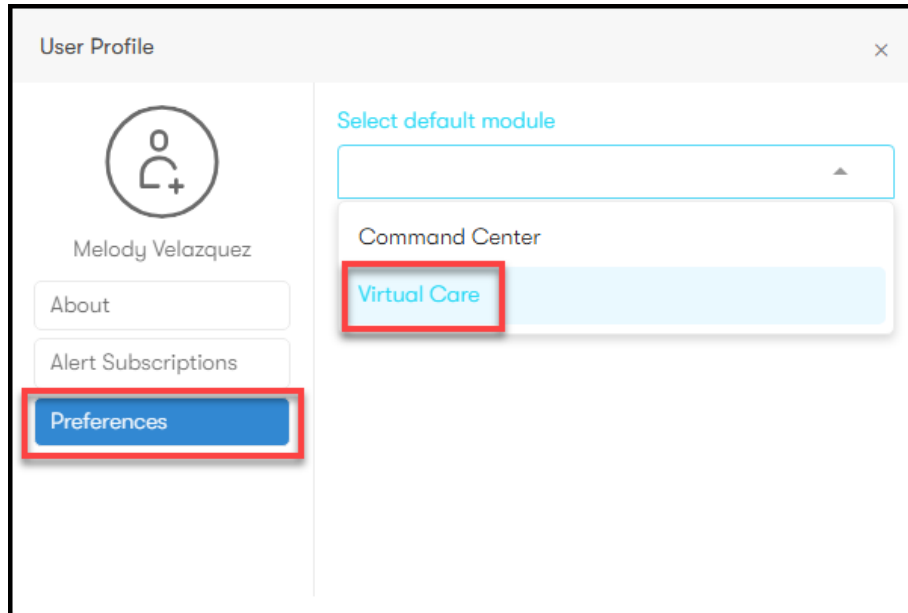 User Profile
Melody Velazquez
About
Alert Subscriptions
Preferences
Select default module
Command Center
Virtual Care